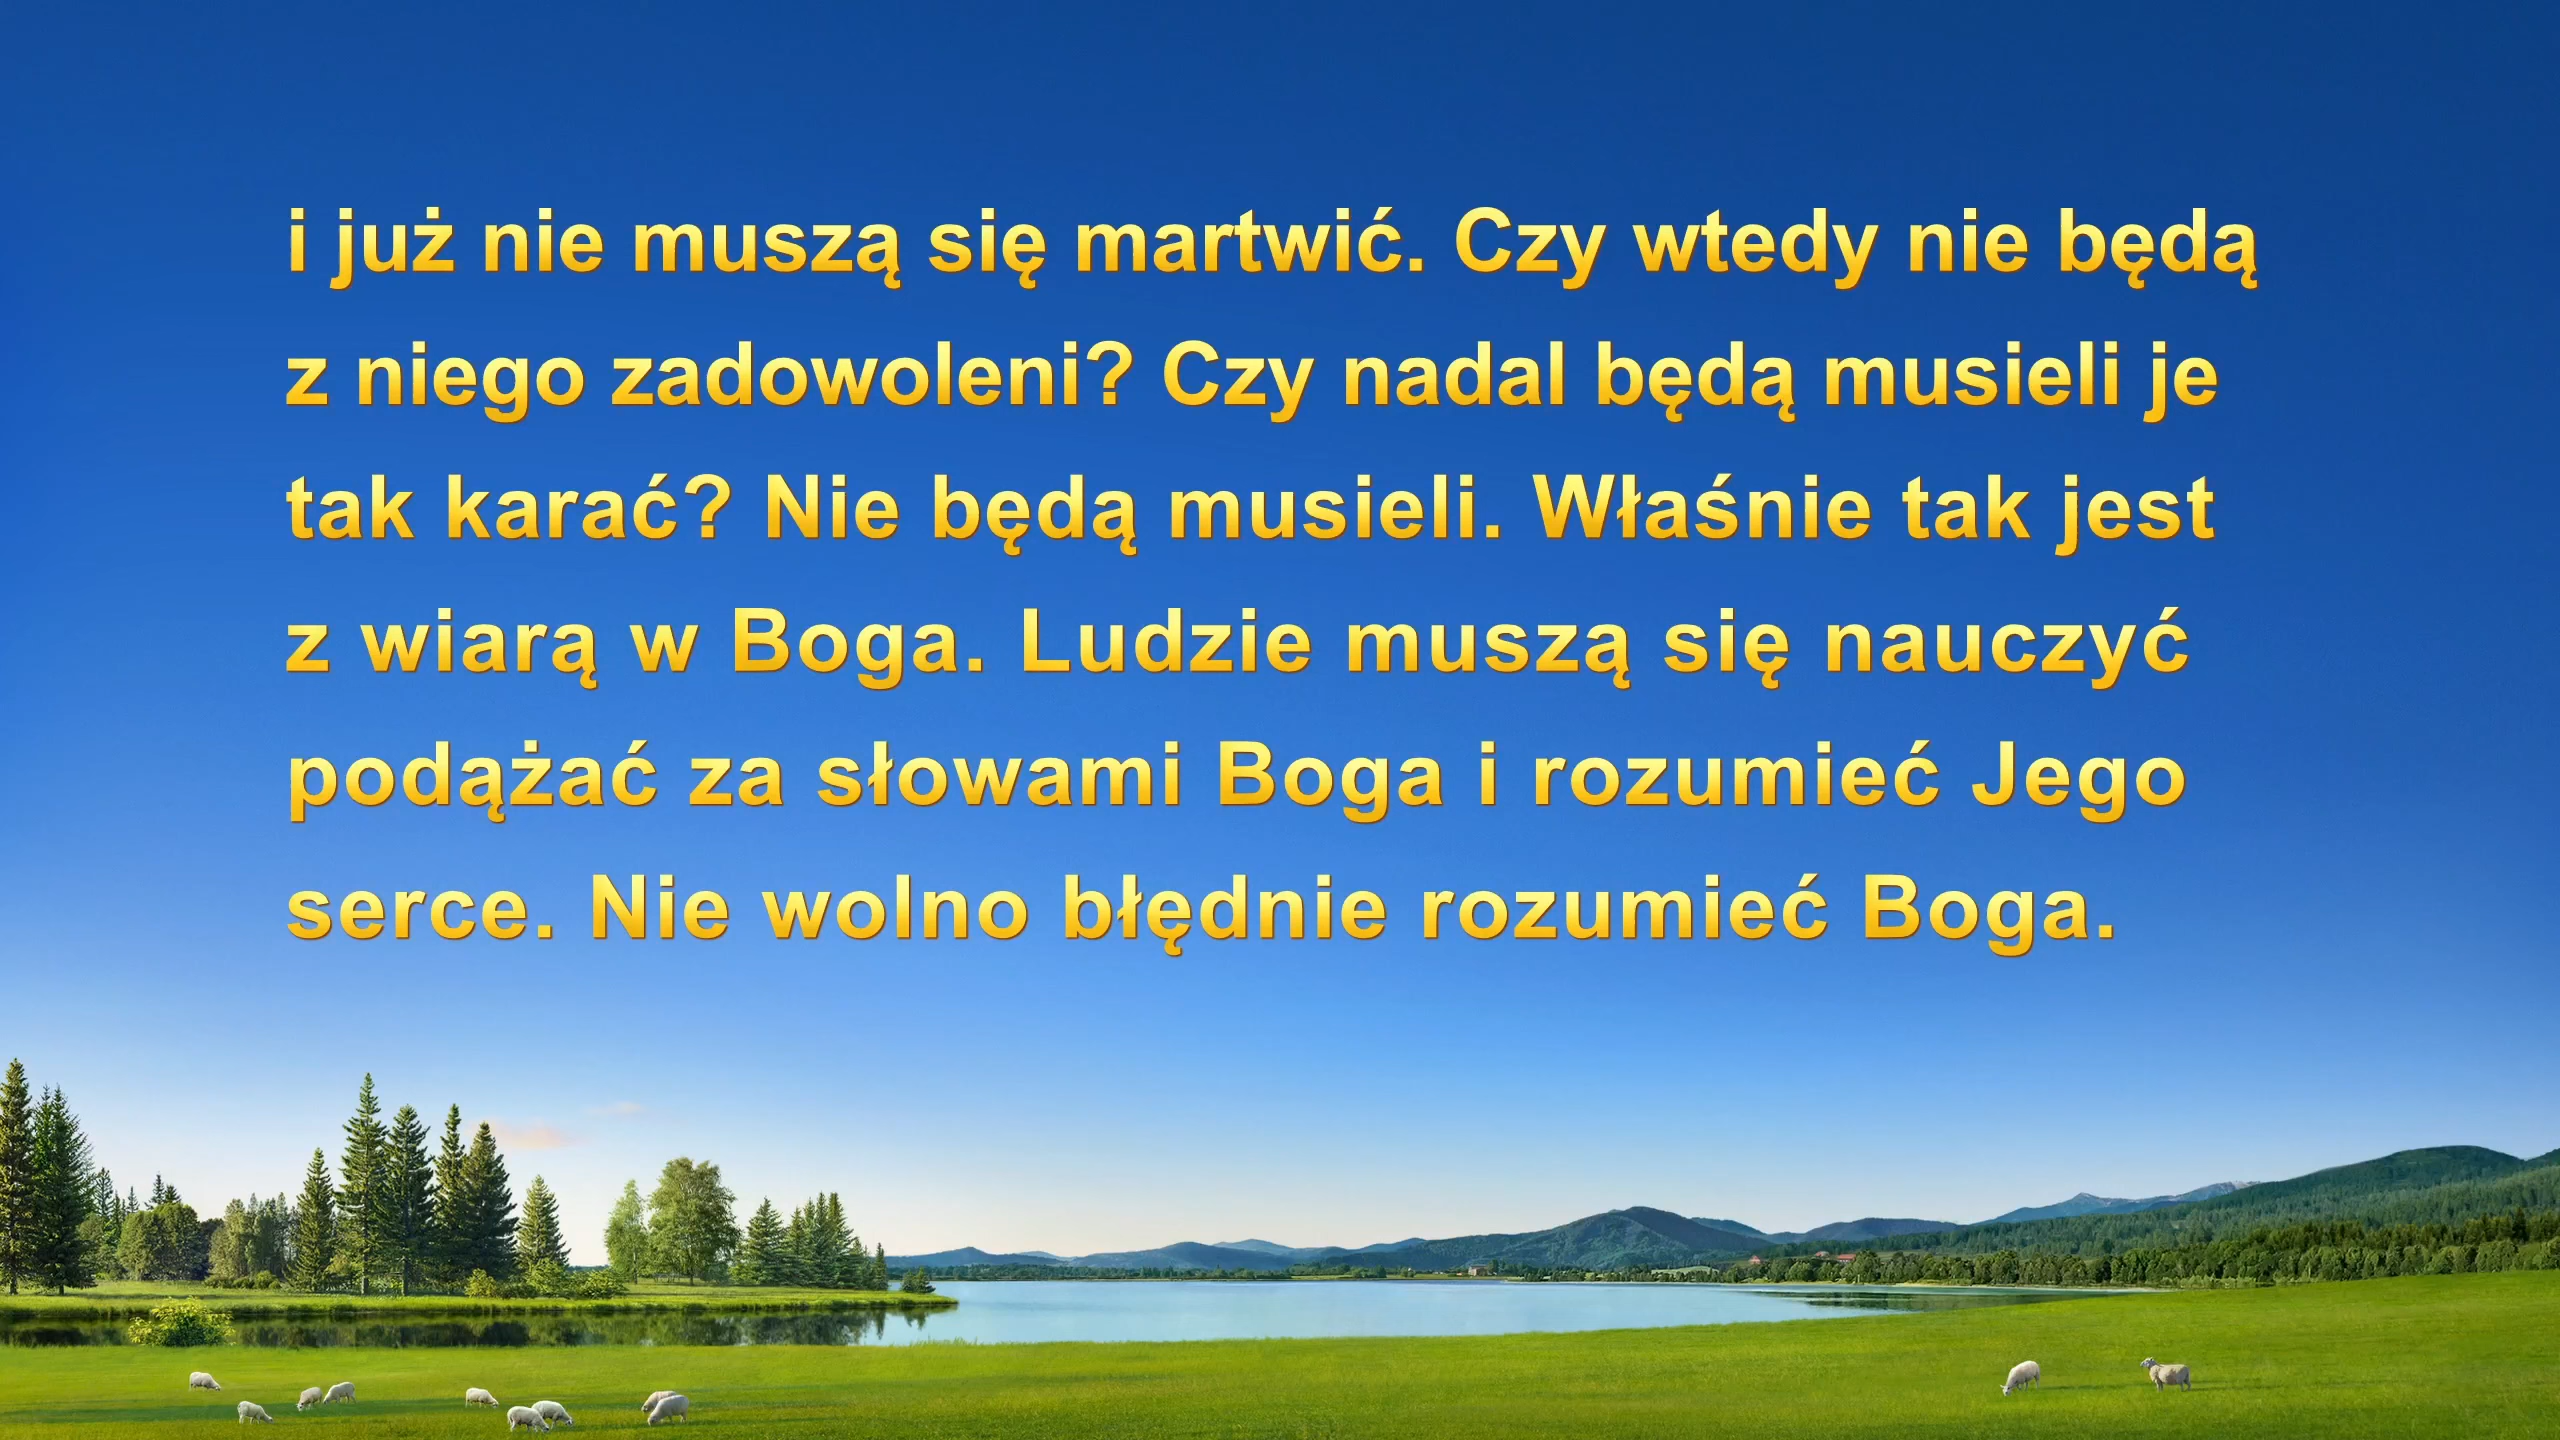 i już nie muszą się martwić. Czy wtedy nie będą
z niego zadowoleni? Czy nadal będą musieli je
tak karać? Nie będą musieli. Właśnie tak jest
z wiarą w Boga. Ludzie muszą się nauczyć
podążać za słowami Boga i rozumieć Jego
serce. Nie wolno błędnie rozumieć Boga.